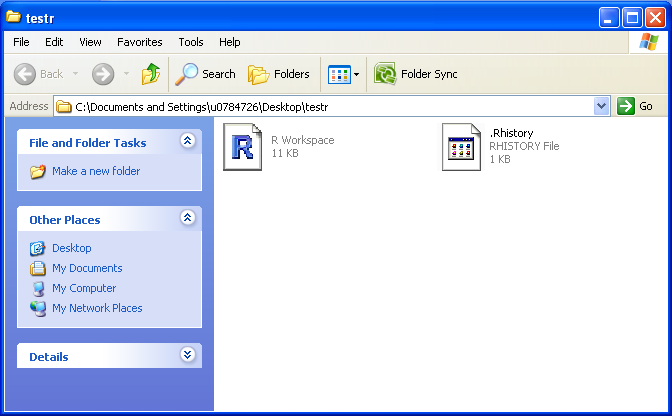 testr
File Edit View Favorites Tools Help
Back Search Folders Folder Sync
Address C:\Documents and Settings\u0784726\Desktop\testr Go
File and Folder Tasks
Make a new folder
Other Places
Desktop
My Documents
My Computer
My Network Places
Details
R Workspace
11 KB
.Rhistory
RHISTORY File
1 KB